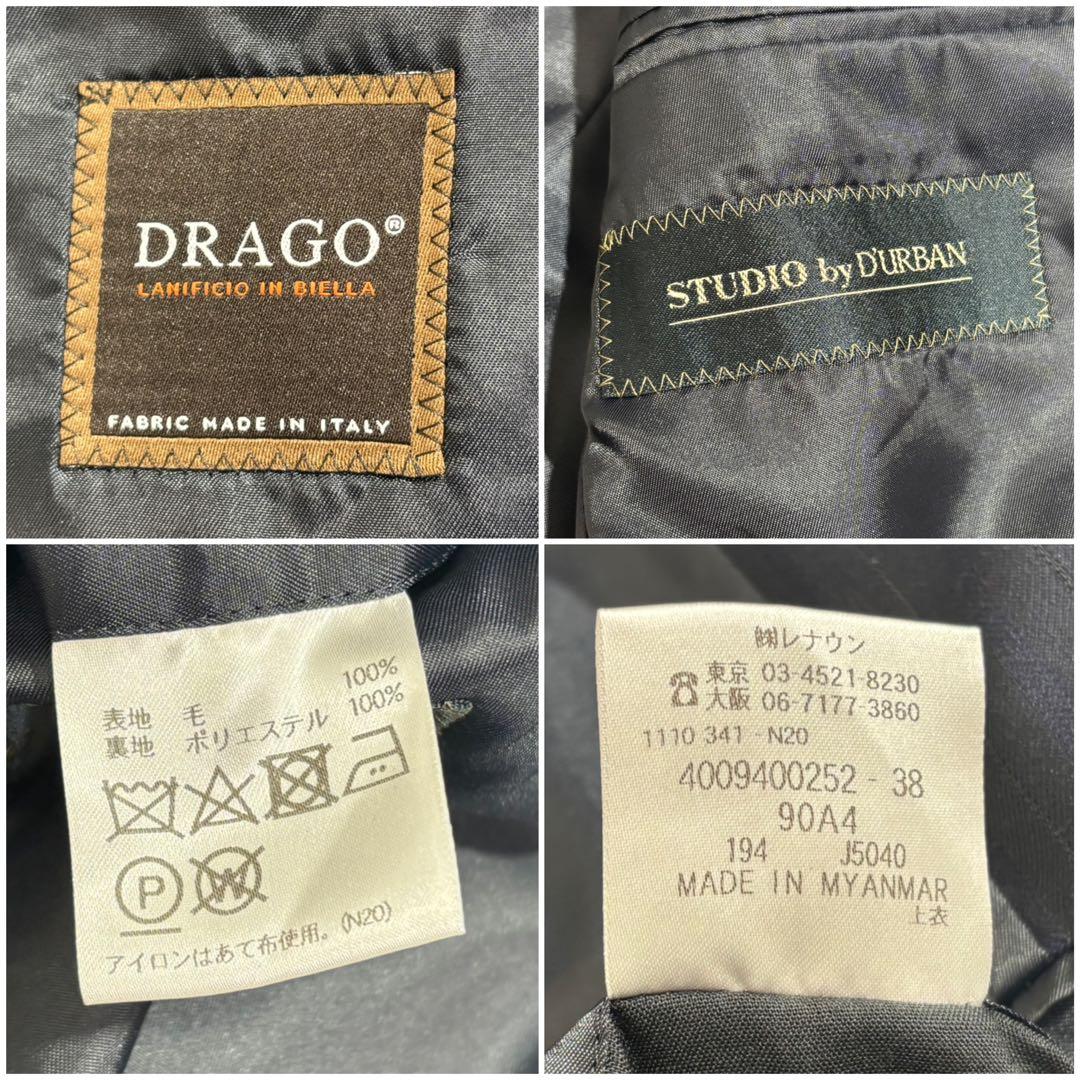 DRAGO®
LANIFICIO IN BIELLA
FABRIC MADE IN ITALY
STUDIO by D'URBAN
表地 毛 100%
裏地 ポリエステル 100%
P
W
アイロンはあて布使用。(N20)
㈱レナウン
☎東京 03-4521-8230
大阪 06-7177-3860
1110 341 -N20
4009400252 - 38
90A4
194 J5040
MADE IN MYANMAR
上衣